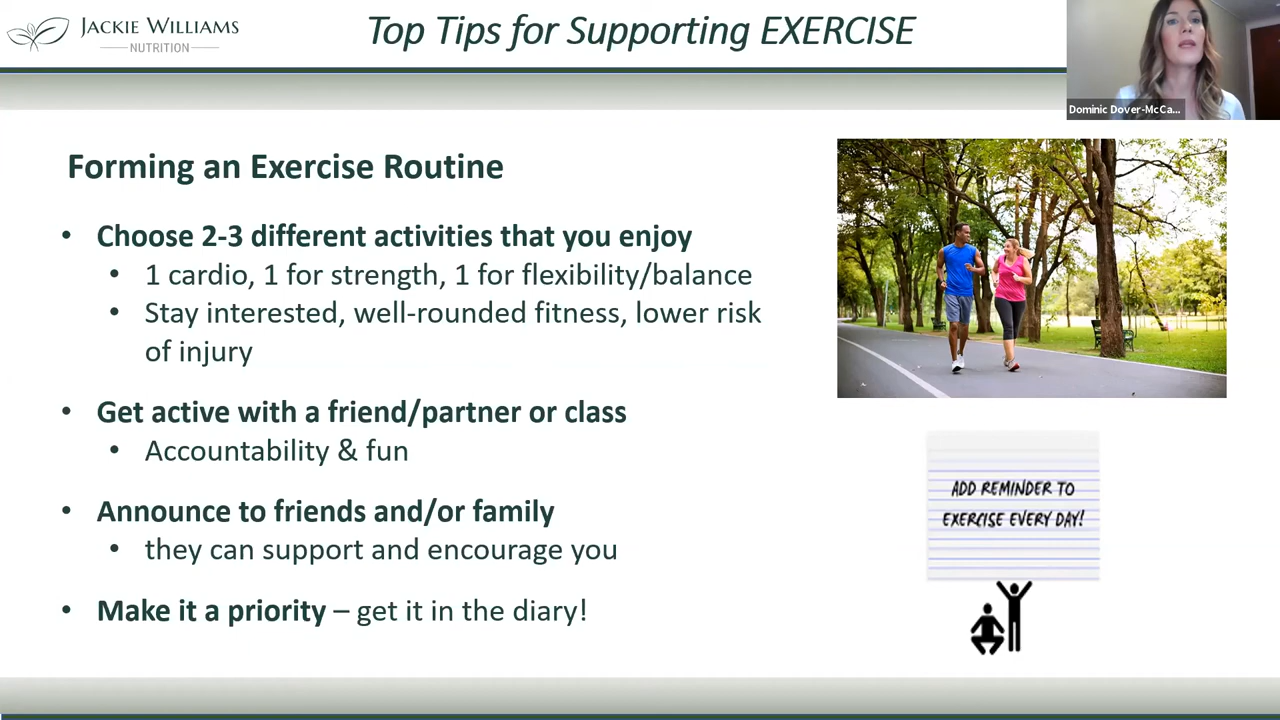 JACKIE WILLIAMS
NUTRITION
Top Tips for Supporting EXERCISE
Dominic Dover-McCa...
Forming an Exercise Routine
• Choose 2-3 different activities that you enjoy
• 1 cardio, 1 for strength, 1 for flexibility/balance
• Stay interested, well-rounded fitness, lower risk
of injury
• Get active with a friend/partner or class
• Accountability & fun
• Announce to friends and/or family
• they can support and encourage you
• Make it a priority – get it in the diary!
ADD REMINDER TO
EXERCISE EVERY DAY!